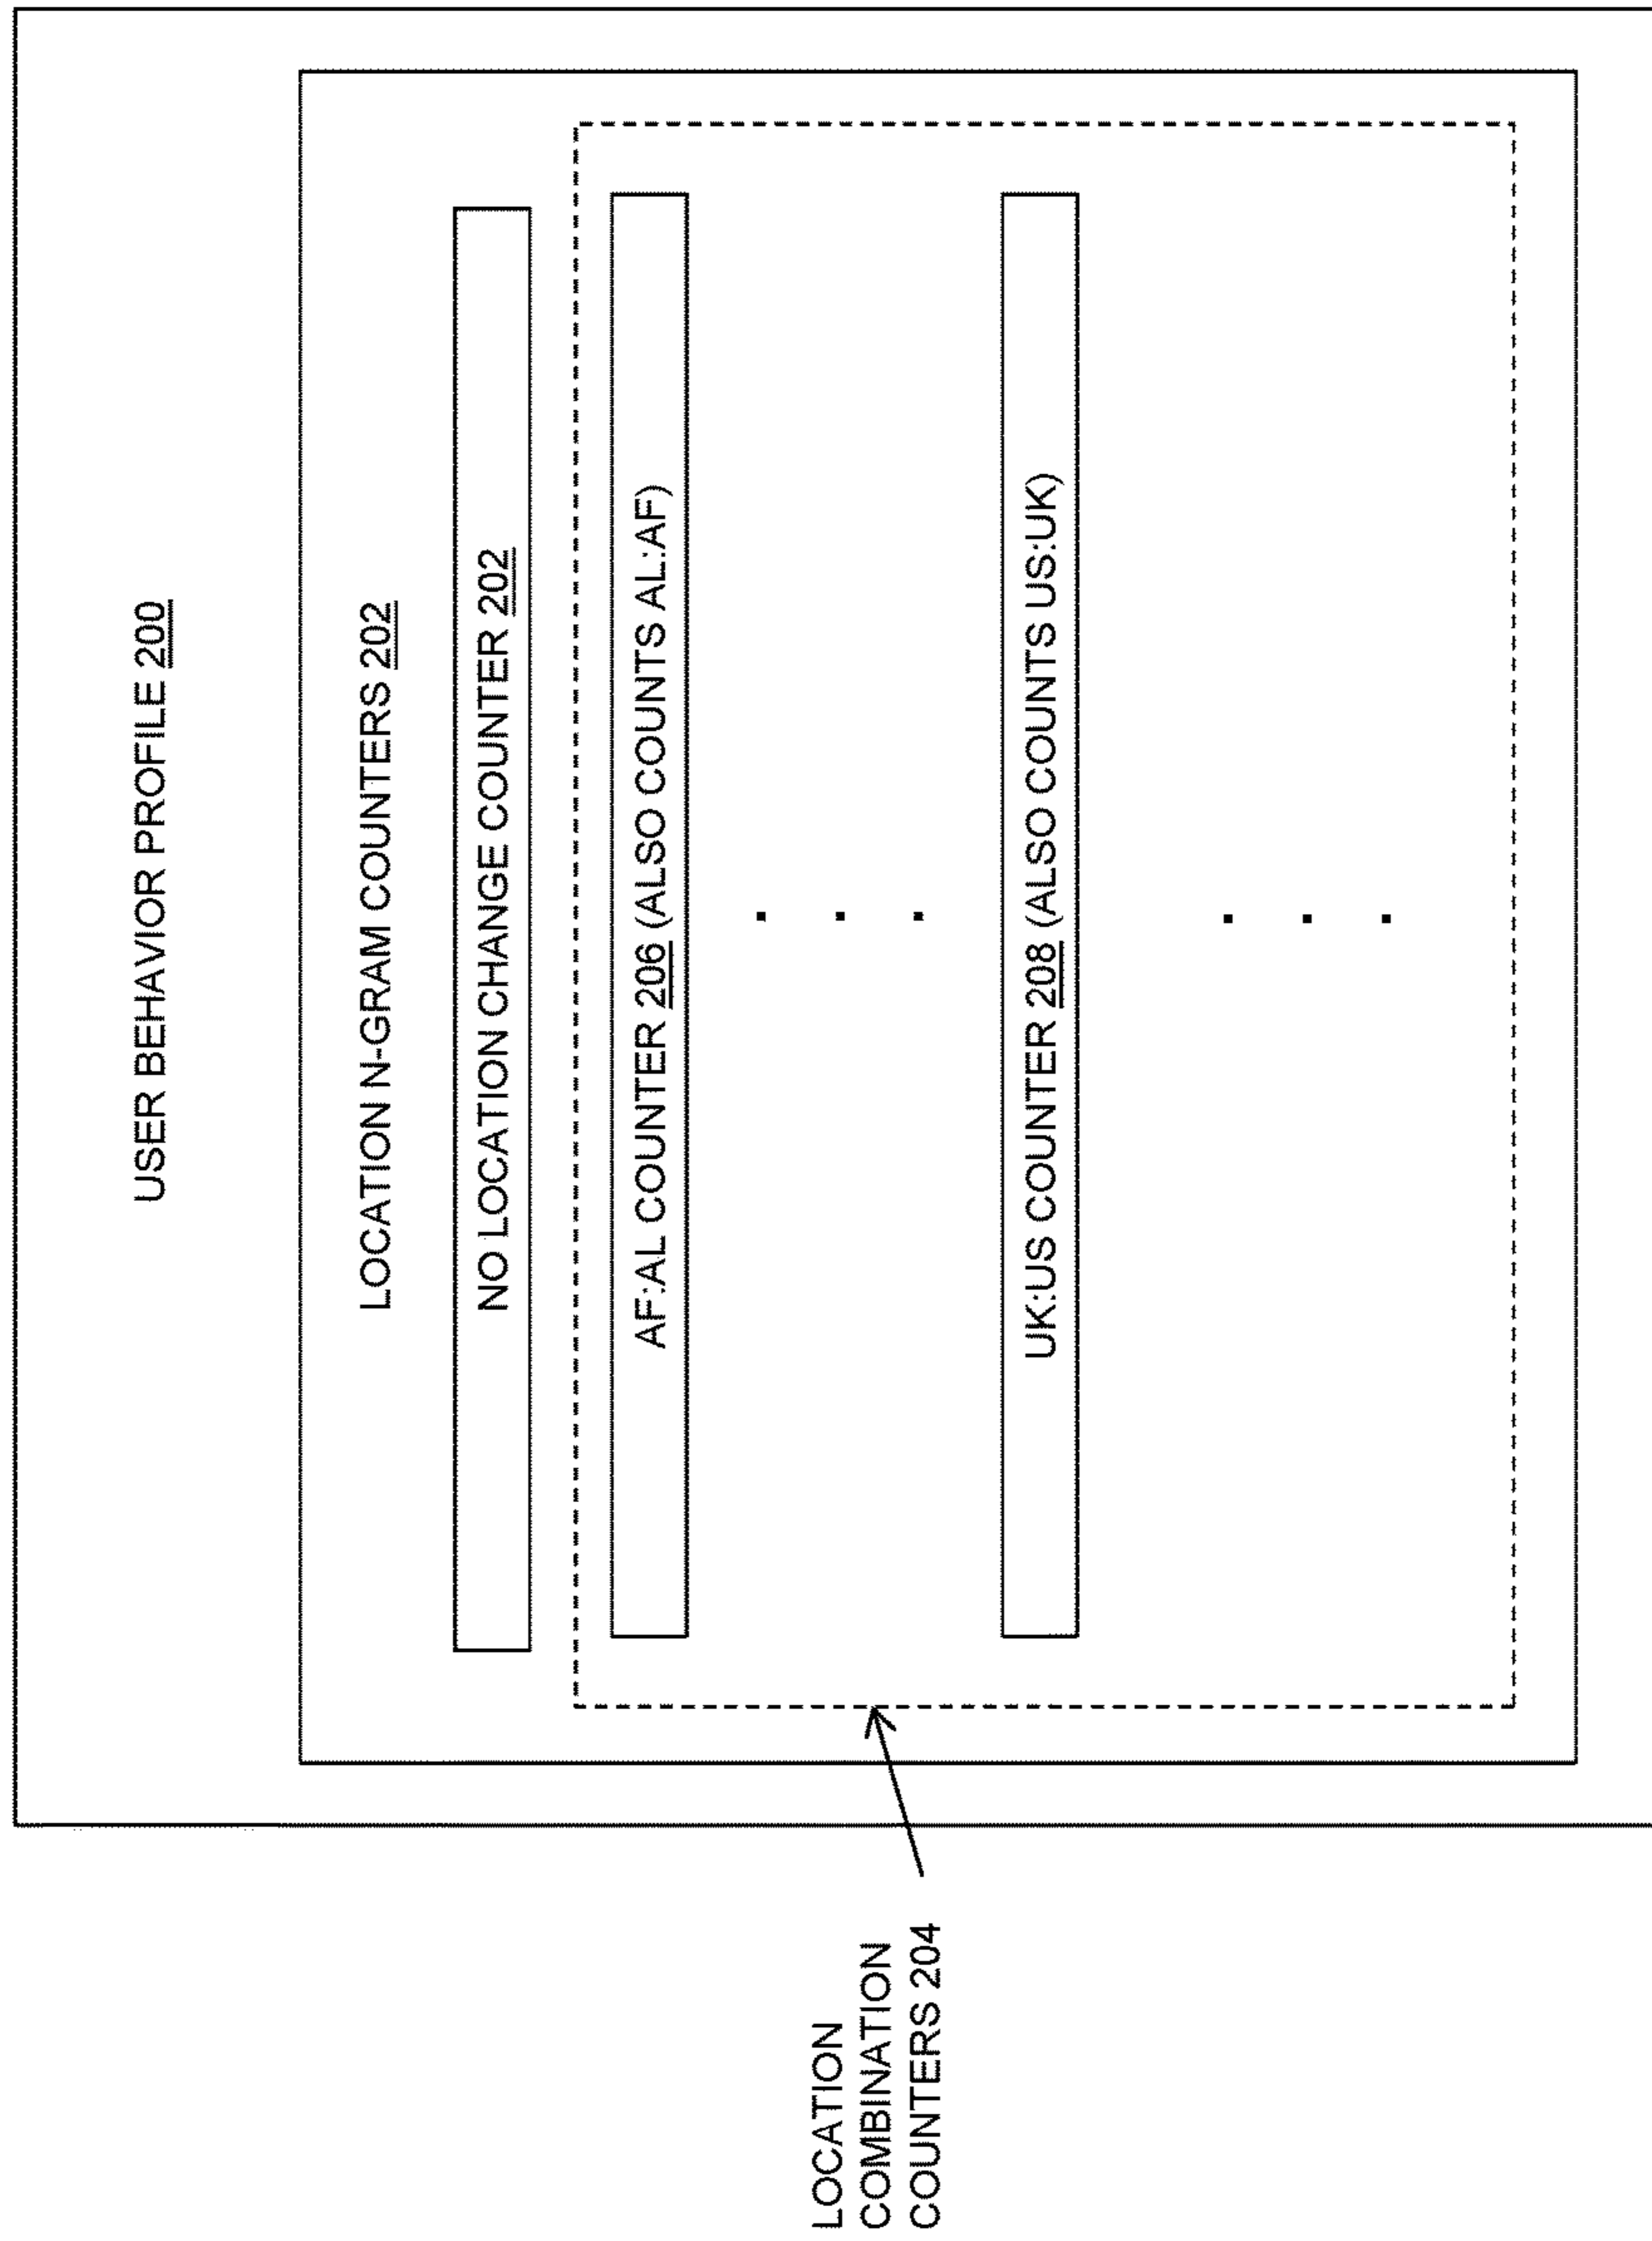 USER BEHAVIOR PROFILE 200
LOCATION N-GRAM COUNTERS 202
NO LOCATION CHANGE COUNTER 202
AF:AL COUNTER 206 (ALSO COUNTS AL:AF)
UK:US COUNTER 208 (ALSO COUNTS US:UK)
LOCATION
COMBINATION
COUNTERS 204